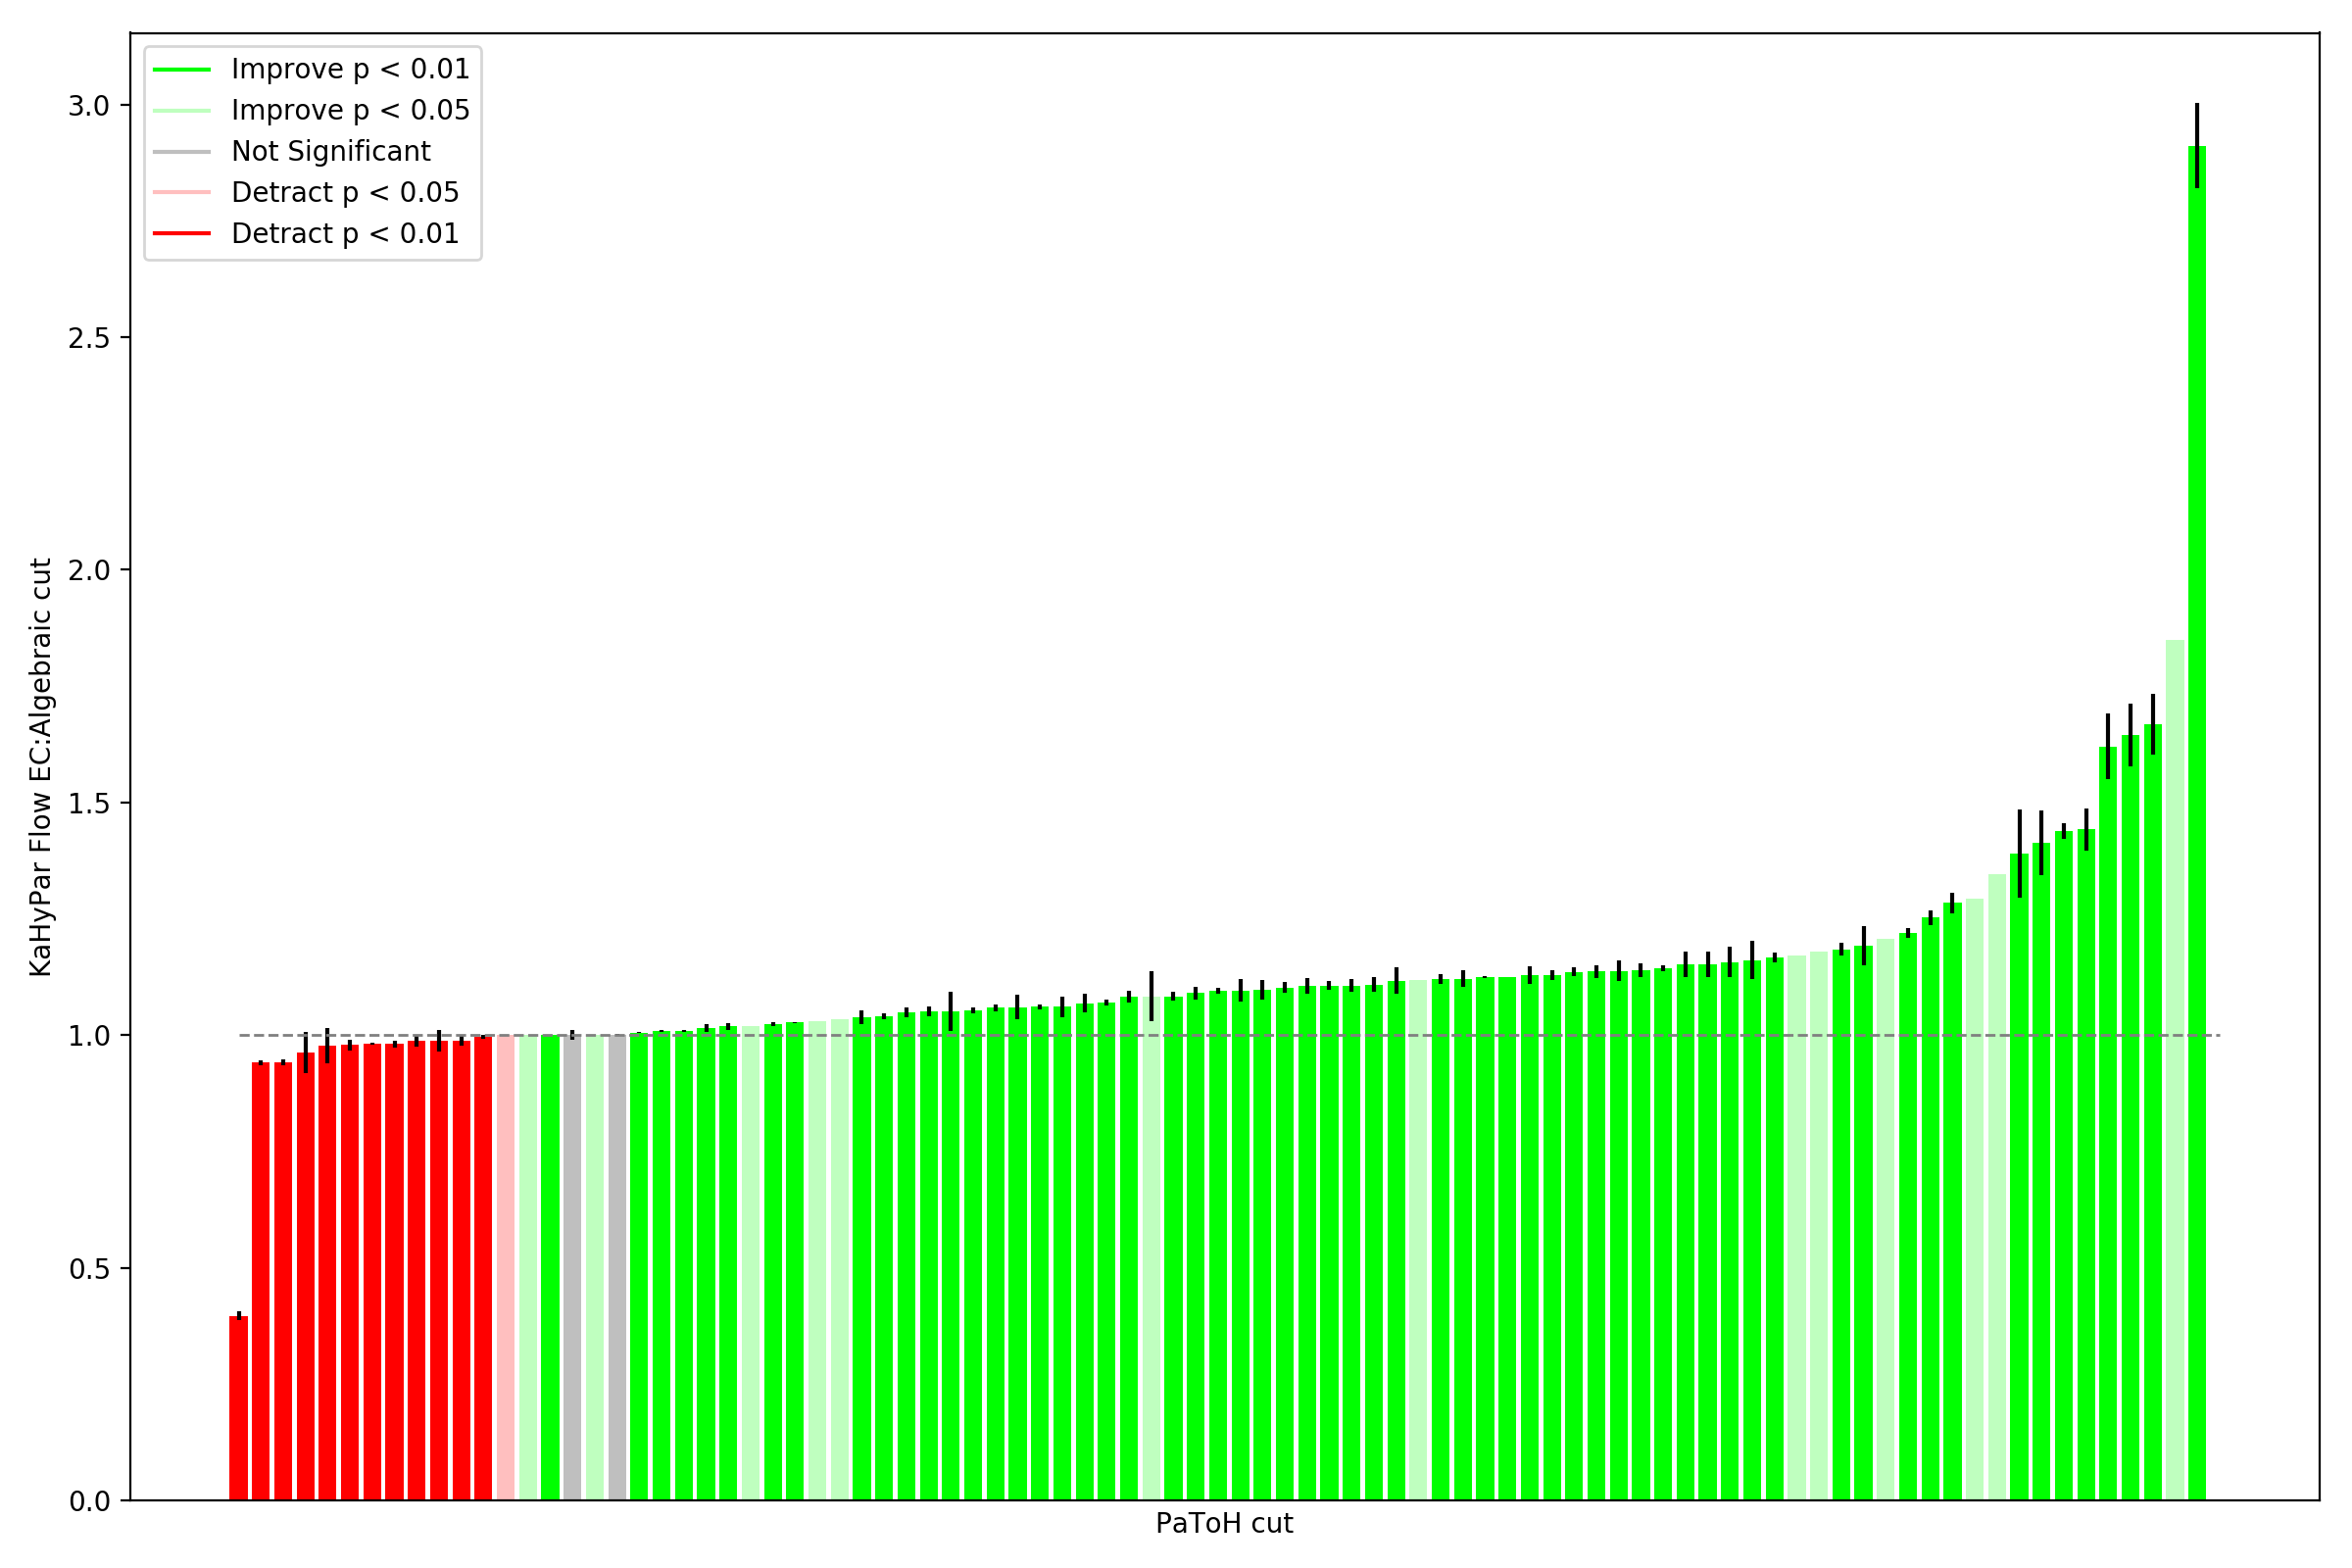 Improve p < 0.01
Improve p < 0.05
Not Significant
Detract p < 0.05
Detract p < 0.01
3.0
2.5
2.0
1.5
1.0
0.5
0.0
KaHyPar Flow EC:Algebraic cut
PaToH cut